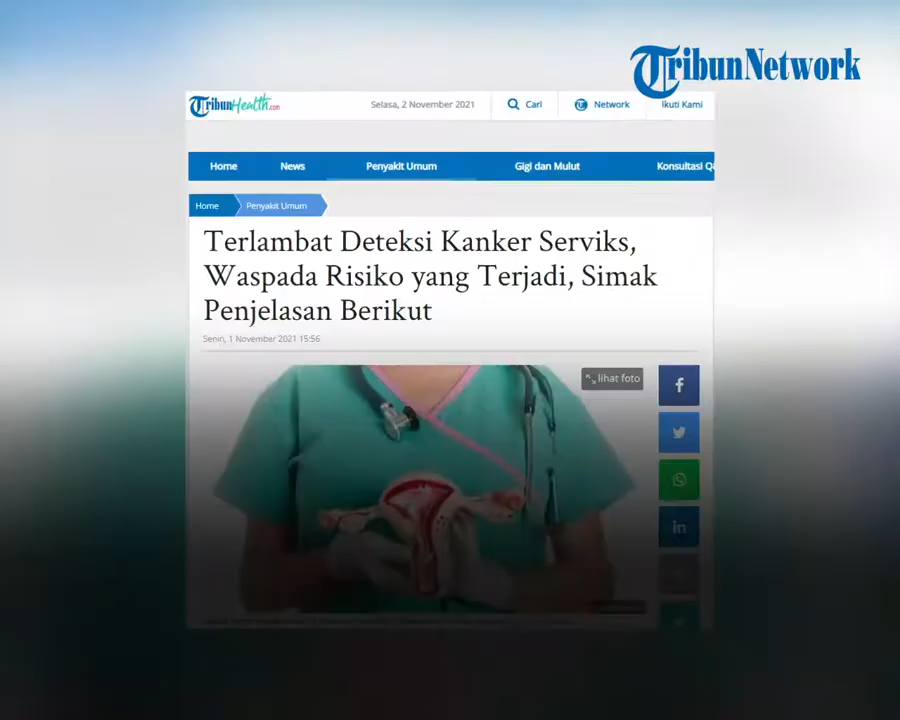 TribunNetwork
TribunHealth.com
Selasa, 2 November 2021
Cari
Network
Ikuti Kami
Home
News
Penyakit Umum
Gigi dan Mulut
Konsultasi
Home
Penyakit Umum
Terlambat Deteksi Kanker Serviks,
Waspada Risiko yang Terjadi, Simak
Penjelasan Berikut
Senin, 1 November 2021 15:56
lihat foto